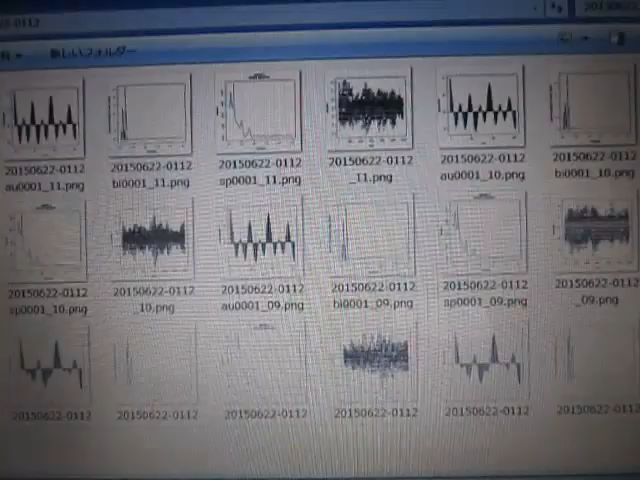 新しいフォルダー
20150622-0112
au0001_11.png
20150622-0112
bi0001_11.png
20150622-0112
sp0001_11.png
20150622-0112
_11.png
20150622-0112
au0001_10.png
20150622-0112
bi0001_10.png
20150622-0112
sp0001_10.png
20150622-0112
_10.png
20150622-0112
au0001_09.png
20150622-0112
bi0001_09.png
20150622-0112
sp0001_09.png
20150622-0112
_09.png
20150622-0112
20150622-0112
20150622-0112
20150622-0112
20150622-0112
20150622-0112